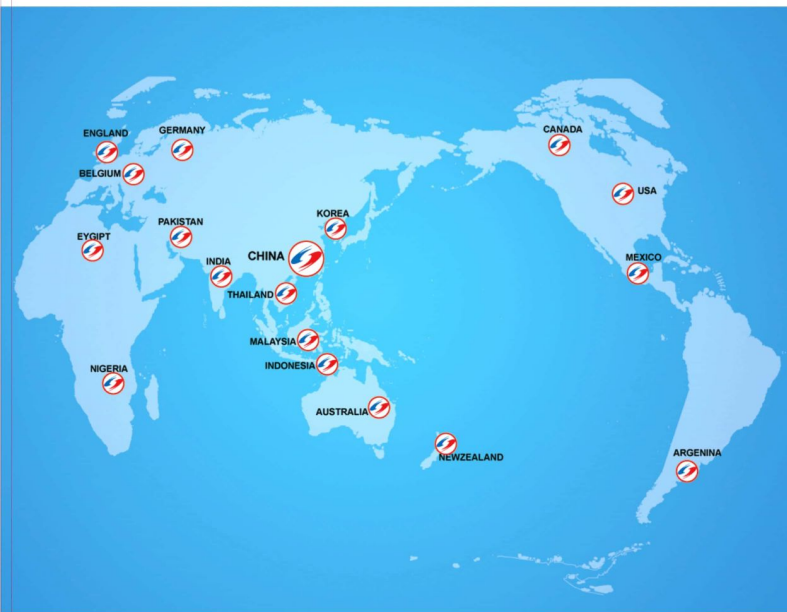 ENGLAND
GERMANY
CANADA
BELGIUM
USA
KOREA
PAKISTAN
EYGIPT
CHINA
INDIA
MEXICO
THAILAND
MALAYSIA
INDONESIA
NIGERIA
AUSTRALIA
NEWZEALAND
ARGENINA